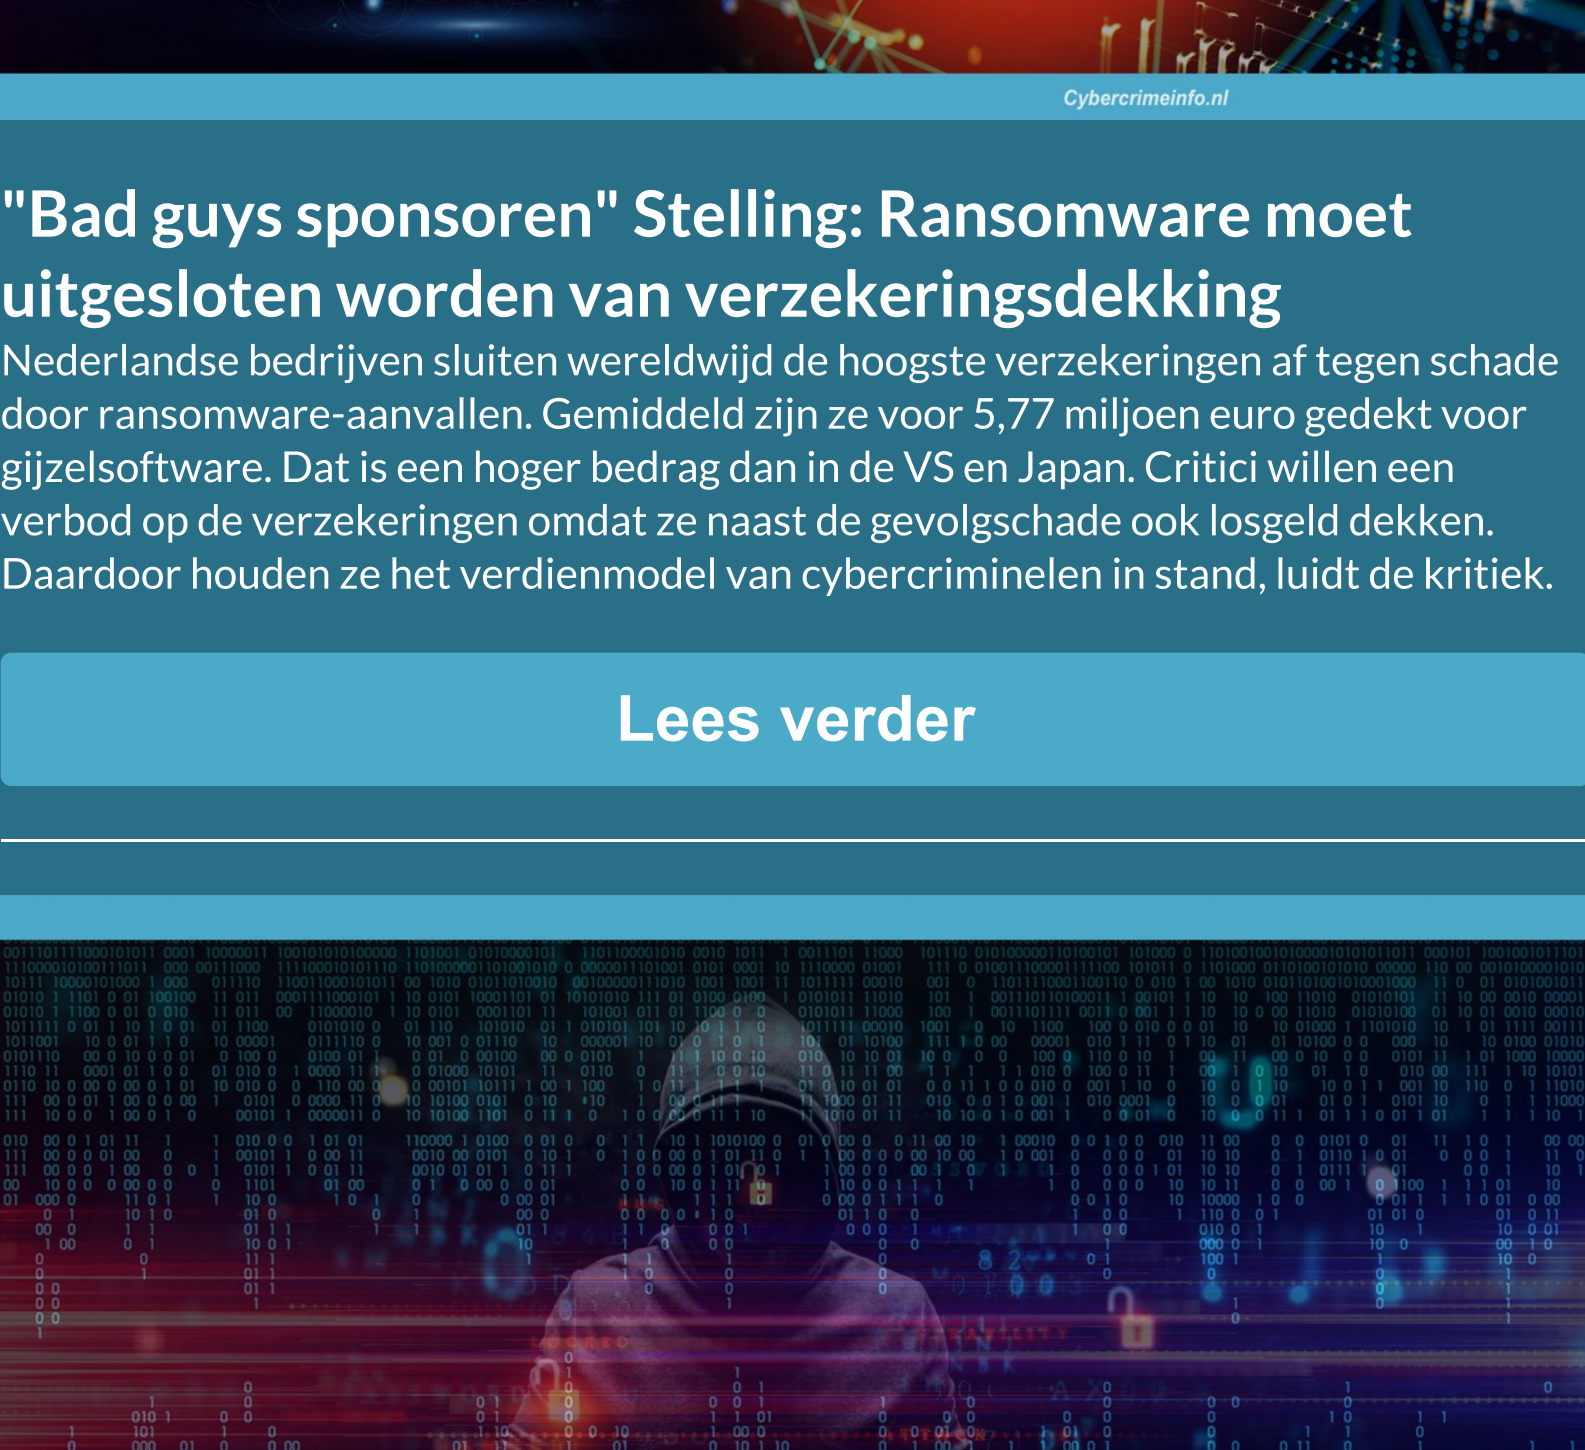 Cybercrimeinfo.nl
"Bad guys sponsoren" Stelling: Ransomware moet
uitgesloten worden van verzekeringsdekking
Nederlandse bedrijven sluiten wereldwijd de hoogste verzekeringen af tegen schade
door ransomware-aanvallen. Gemiddeld zijn ze voor 5,77 miljoen euro gedekt voor
gijzelsoftware. Dat is een hoger bedrag dan in de VS en Japan. Critici willen een
verbod op de verzekeringen omdat ze naast de gevolgschade ook losgeld dekken.
Daardoor houden ze het verdienmodel van cybercriminelen in stand, luidt de kritiek.
Lees verder
LOCKED